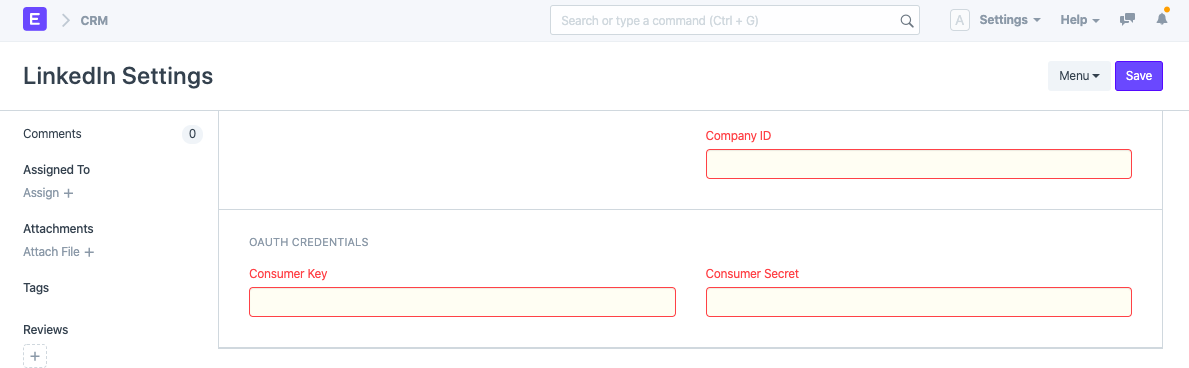 E
CRM
Search or type a command (Ctrl + G)
A
Settings
Help
LinkedIn Settings
Menu
Save
Comments
0
Assigned To
Assign +
Attachments
Attach File +
Tags
Reviews
+
Company ID
OAUTH CREDENTIALS
Consumer Key
Consumer Secret